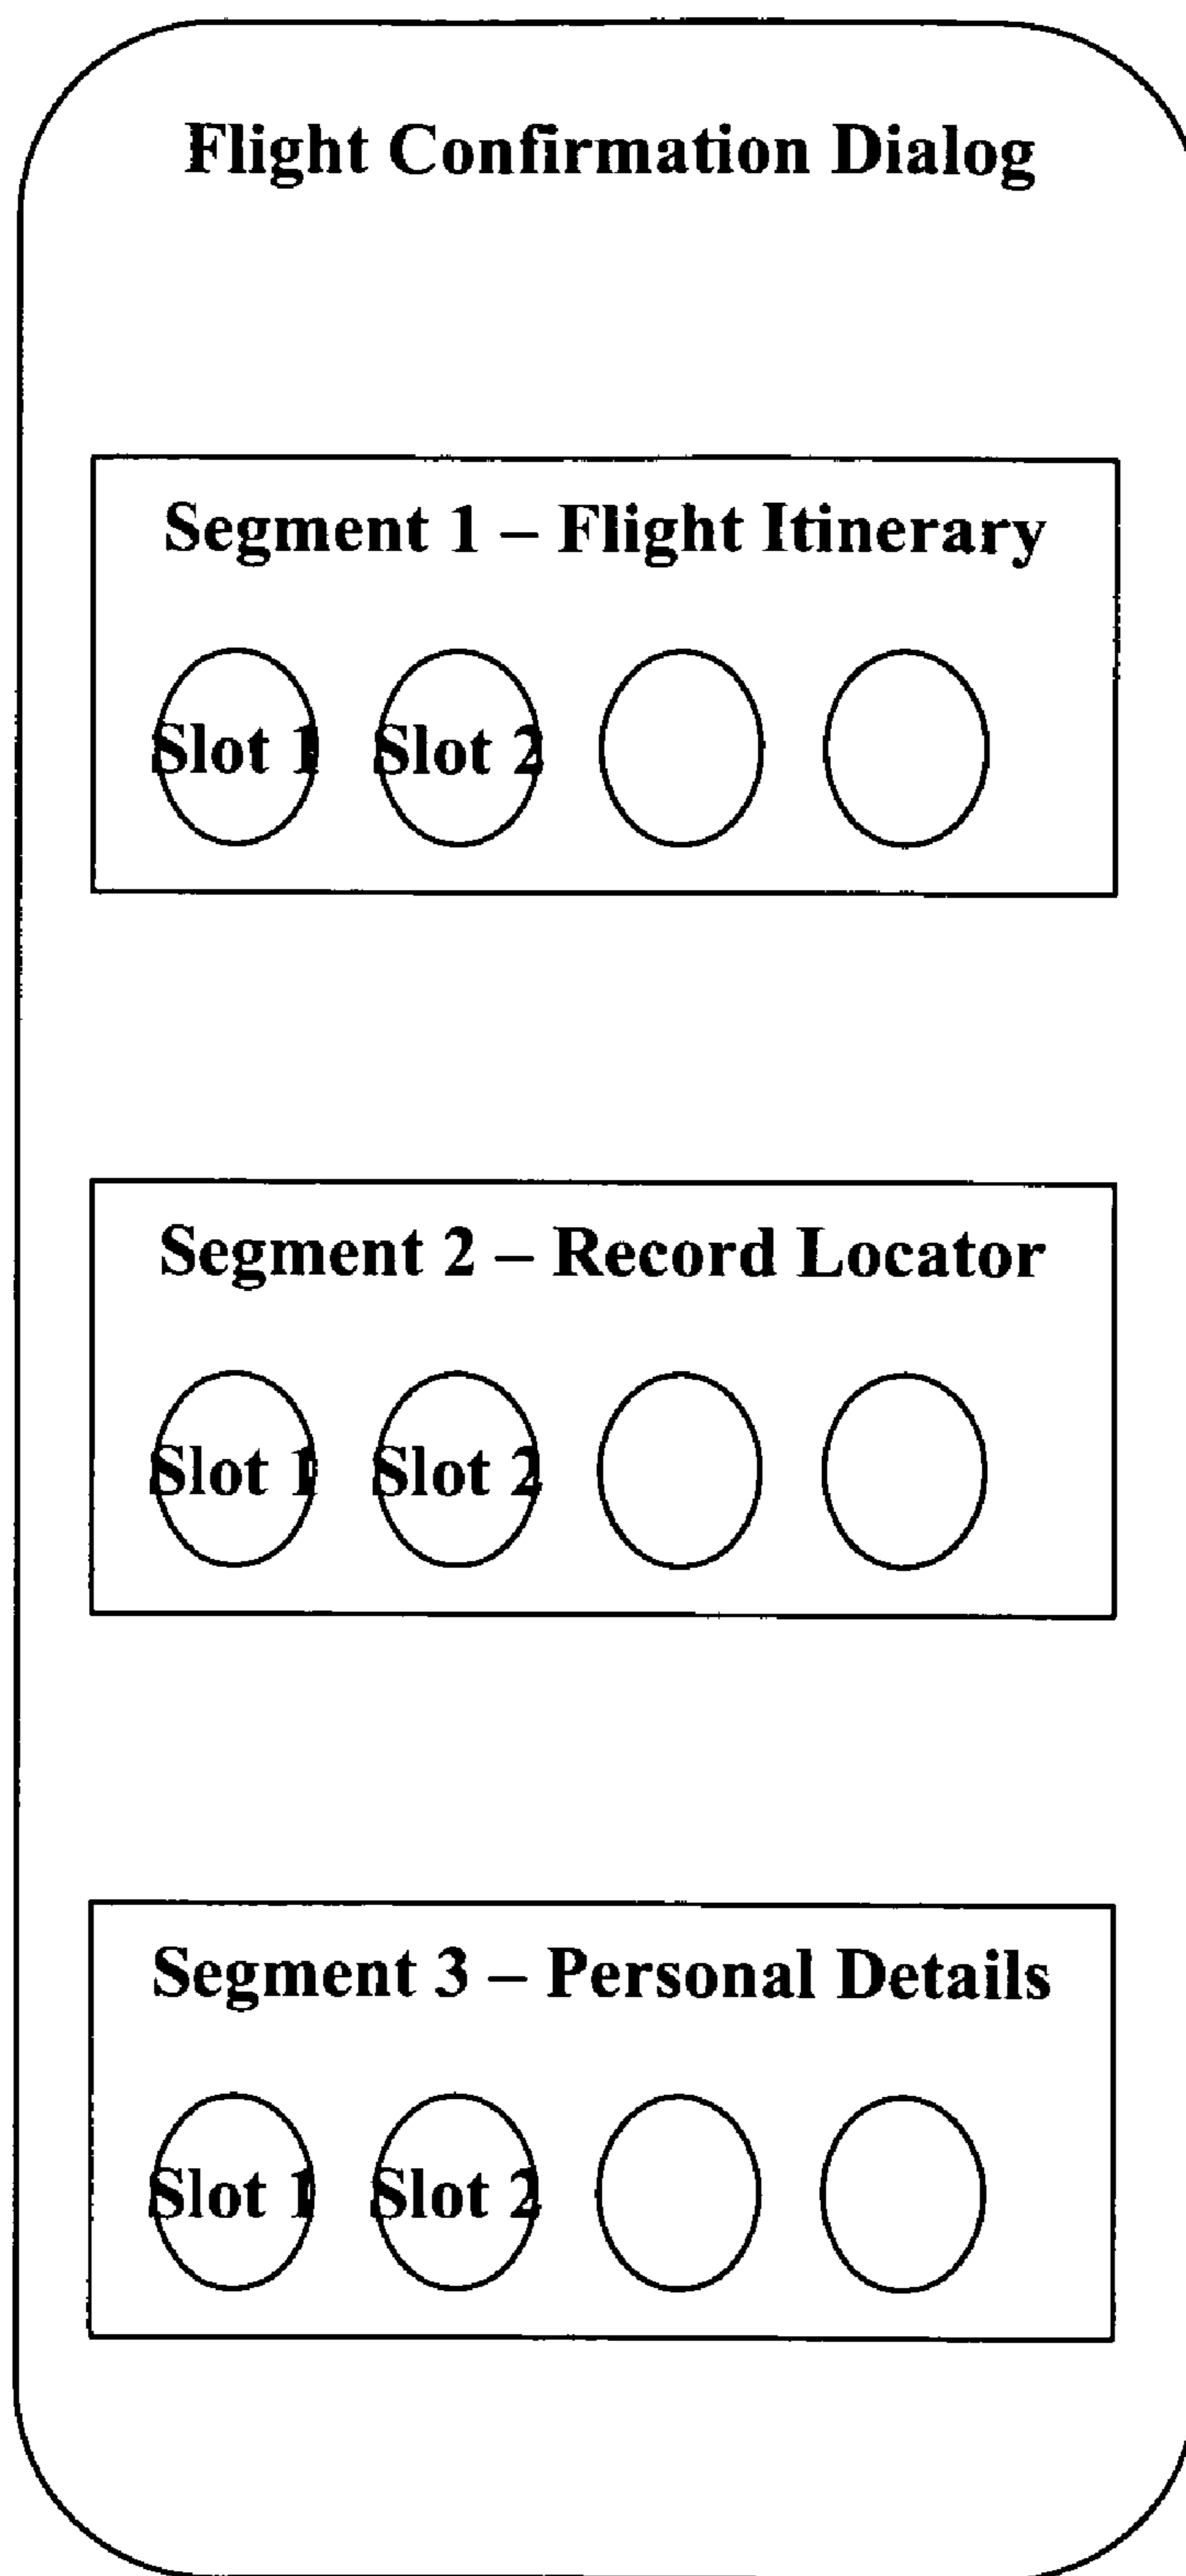 Flight Confirmation Dialog
Segment 1 – Flight Itinerary
Slot 1 Slot 2
Segment 2 – Record Locator
Slot 1 Slot 2
Segment 3 – Personal Details
Slot 1 Slot 2